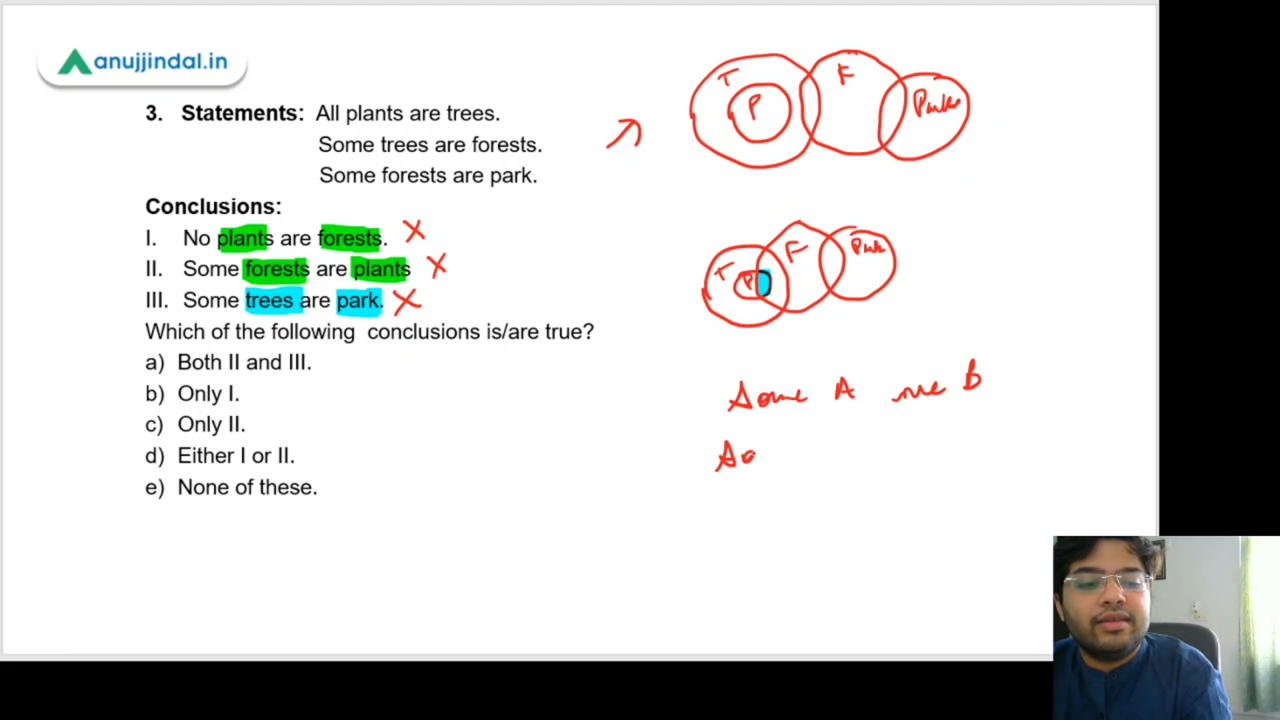 anujjindal.in
3. Statements: All plants are trees.
Some trees are forests.
Some forests are park.
Conclusions:
I. No plants are forests. X
II. Some forests are plants X
III. Some trees are park. X
Which of the following conclusions is/are true?
a) Both II and III.
b) Only I.
c) Only II.
d) Either I or II.
e) None of these.
T P F Park
T P F Park
Some A are B
So